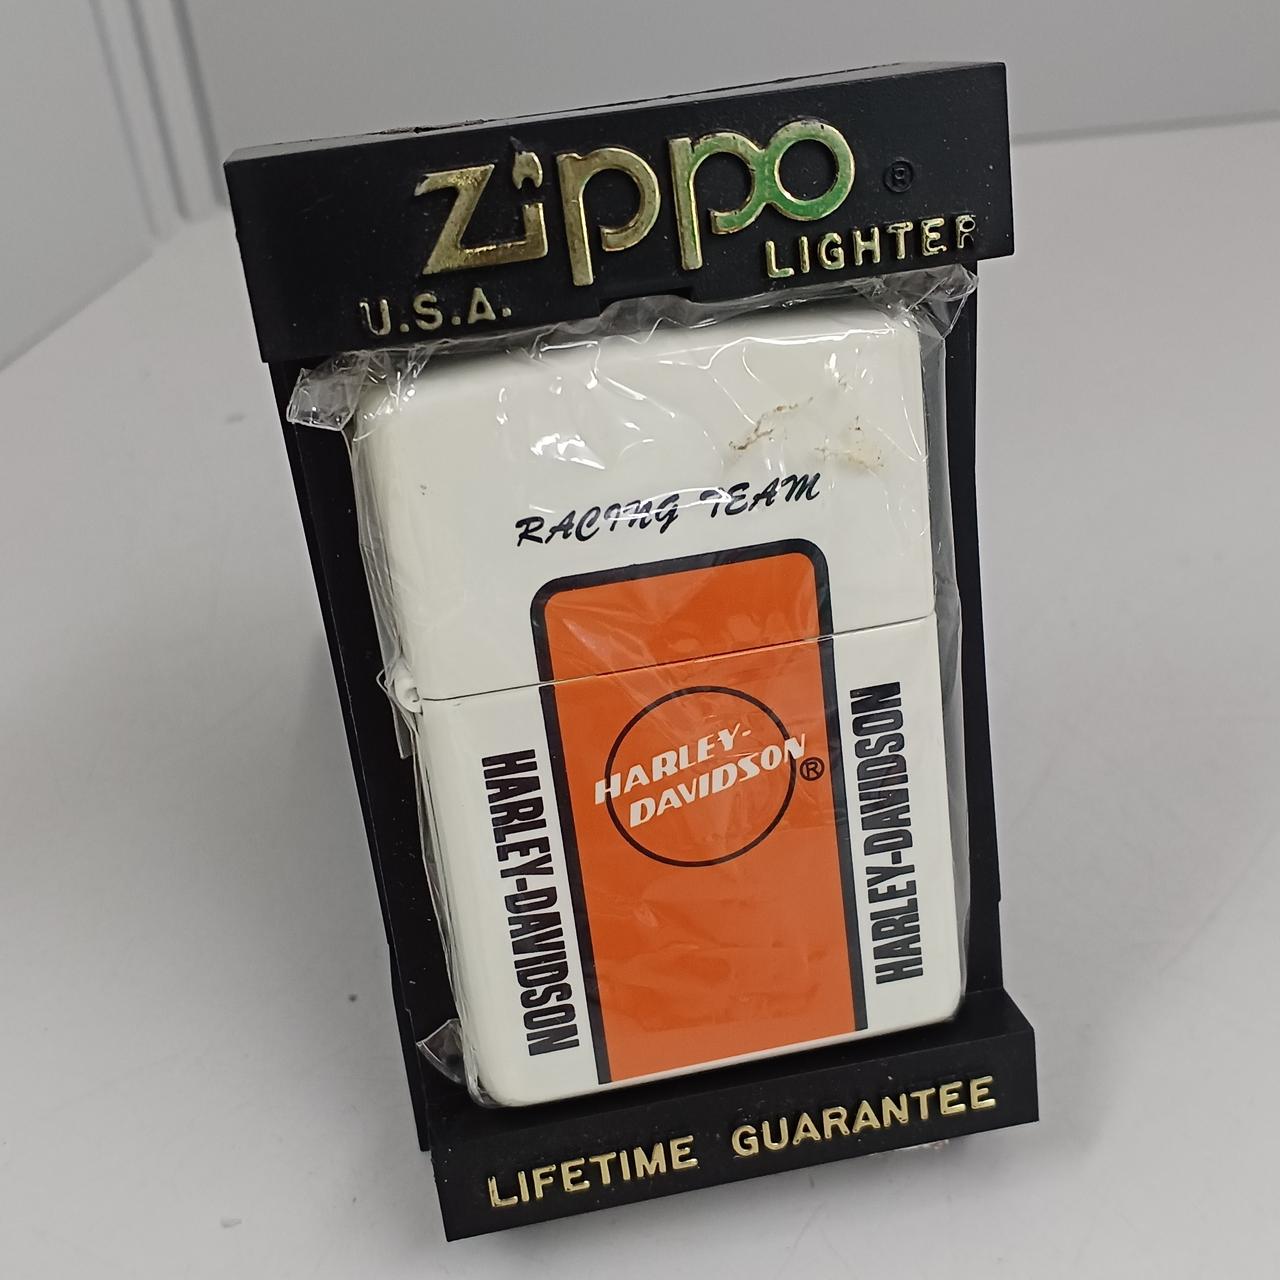 Zippo ®
LIGHTER
U.S.A.
RACING TEAM
HARLEY-
DAVIDSON ®
HARLEY-DAVIDSON
HARLEY-DAVIDSON
LIFETIME GUARANTEE